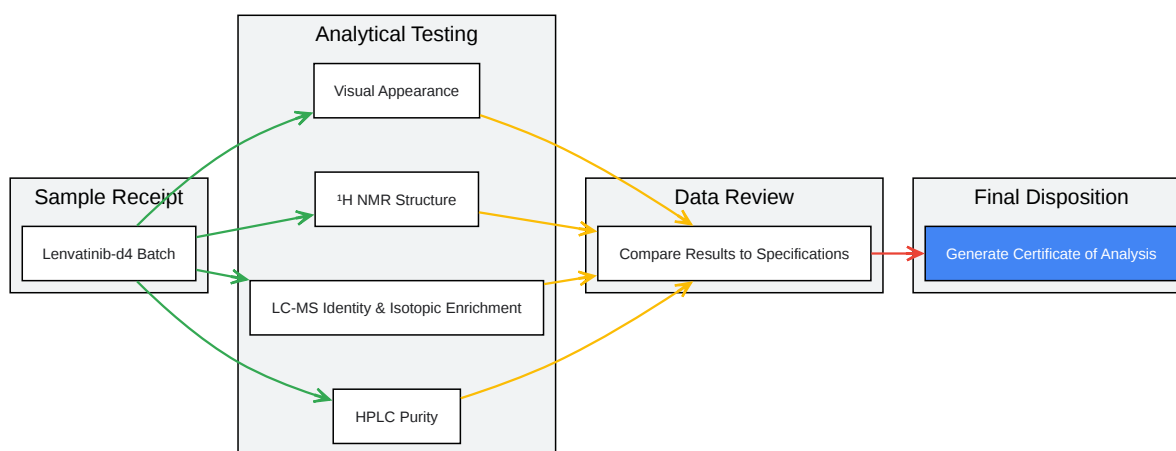 Analytical Testing
Visual Appearance
Sample Receipt
¹H NMR Structure
Data Review
Final Disposition
Lenvatinib-d4 Batch
Compare Results to Specifications
Generate Certificate of Analysis
LC-MS Identity & Isotopic Enrichment
HPLC Purity